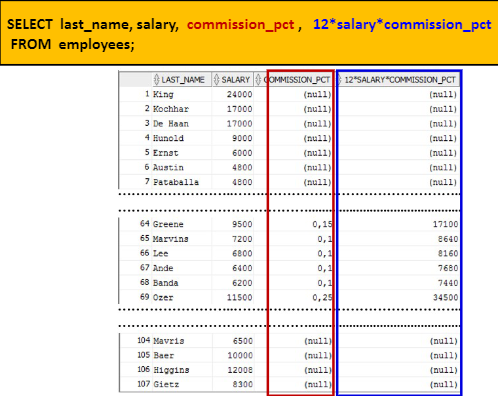 SELECT last_name, salary, commission_pct , 12*salary*commission_pct
FROM employees;
LAST_NAME SALARY COMMISSION_PCT 12*SALARY*COMMISSION_PCT
1 King 24000 (null) (null)
2 Kochhar 17000 (null) (null)
3 De Haan 17000 (null) (null)
4 Hunold 9000 (null) (null)
5 Ernst 6000 (null) (null)
6 Austin 4800 (null) (null)
7 Pataballa 4800 (null) (null)
64 Greene 9500 0,15 17100
65 Marvins 7200 0,1 8640
66 Lee 6800 0,1 8160
67 Ande 6400 0,1 7680
68 Banda 6200 0,1 7440
69 Ozer 11500 0,25 34500
104 Mavris 6500 (null) (null)
105 Baer 10000 (null) (null)
106 Higgins 12008 (null) (null)
107 Gietz 8300 (null) (null)